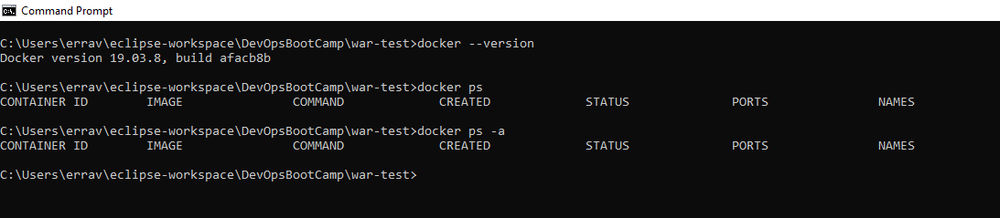 Command Prompt
C:\Users\errav\eclipse-workspace\DevOpsBootCamp\war-test>docker --version
Docker version 19.03.8, build afacb8b
C:\Users\errav\eclipse-workspace\DevOpsBootCamp\war-test>docker ps
CONTAINER ID        IMAGE               COMMAND             CREATED             STATUS              PORTS               NAMES
C:\Users\errav\eclipse-workspace\DevOpsBootCamp\war-test>docker ps -a
CONTAINER ID        IMAGE               COMMAND             CREATED             STATUS              PORTS               NAMES
C:\Users\errav\eclipse-workspace\DevOpsBootCamp\war-test>